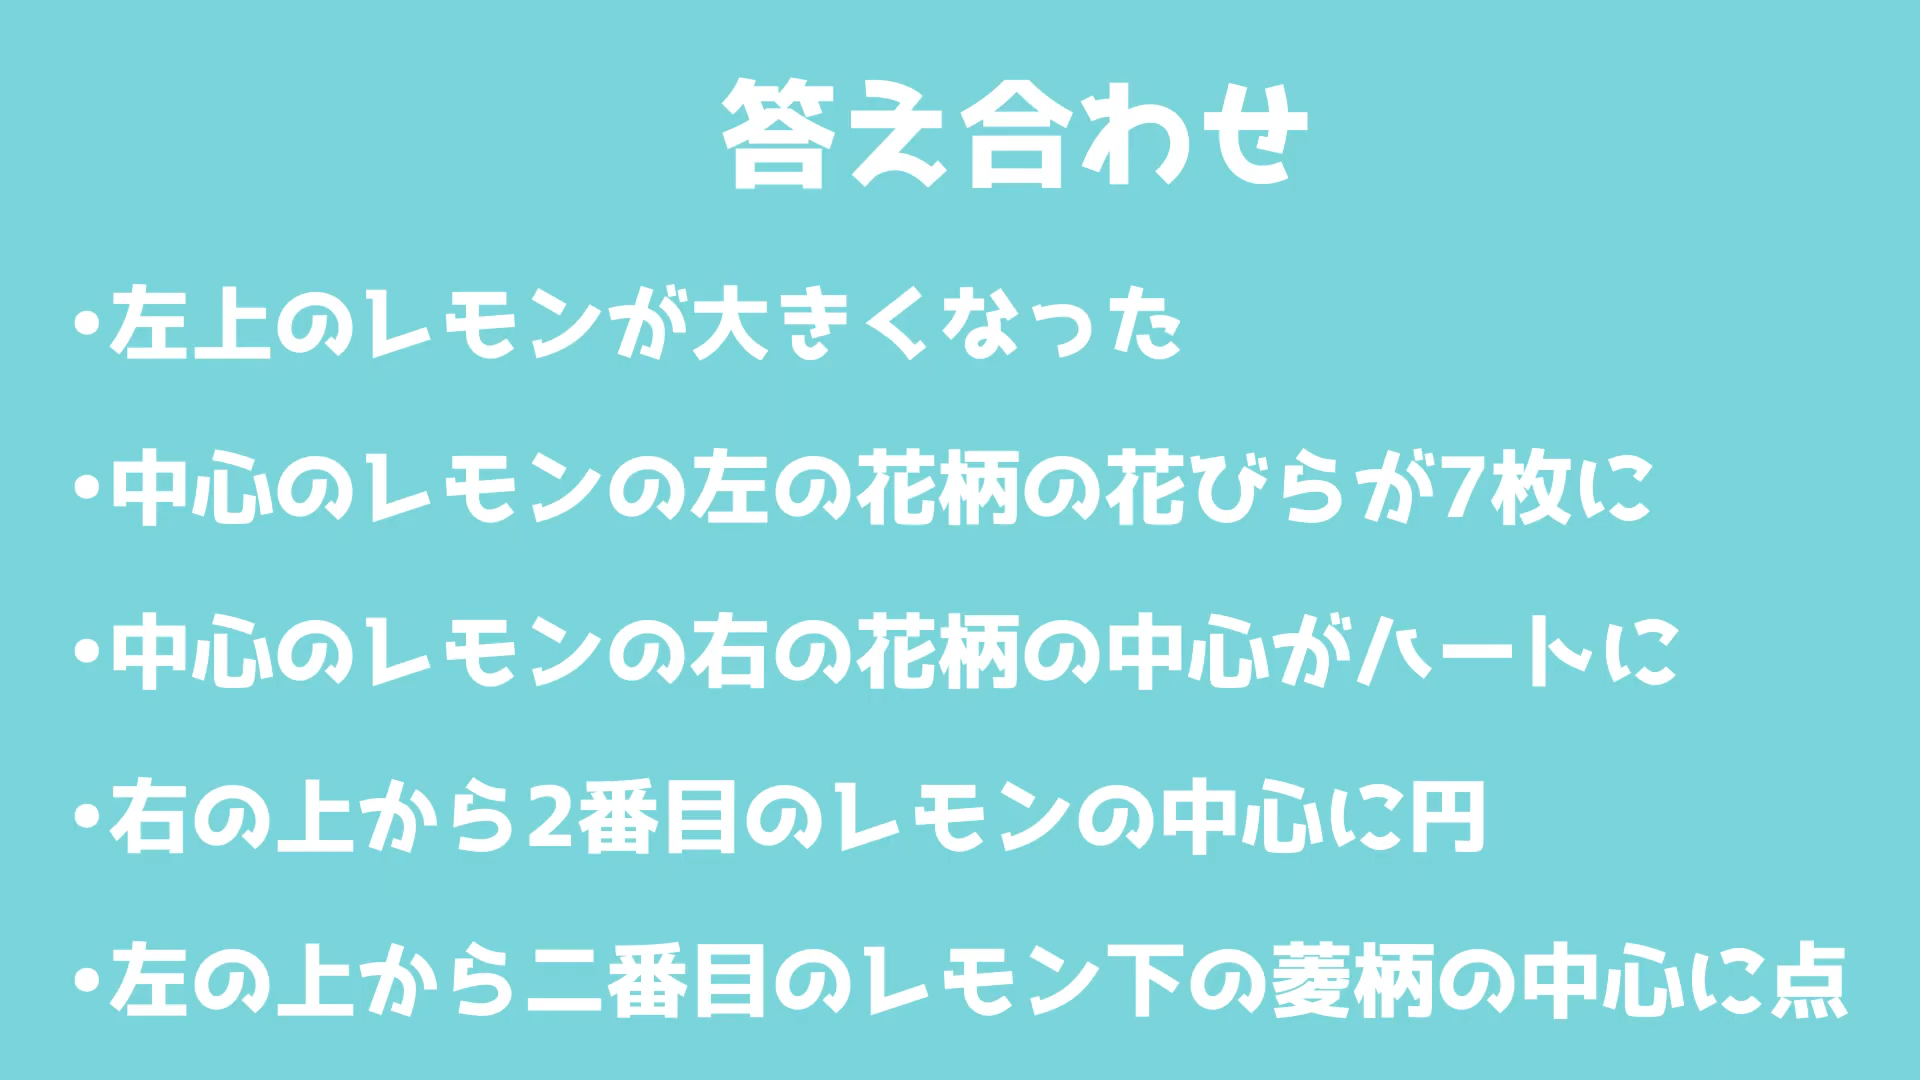 答え合わせ
•左上のレモンが大きくなった
•中心のレモンの左の花柄の花びらが7枚に
•中心のレモンの右の花柄の中心がハートに
•右の上から2番目のレモンの中心に円
•左の上から二番目のレモン下の菱柄の中心に点